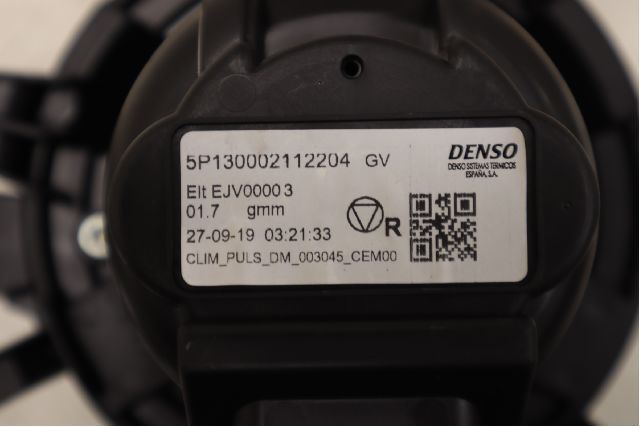 5P130002112204 GV
DENSO
DENSO SISTEMAS TERMICOS
ESPAÑA, S.A.
Elt EJV00003
01.7 gmm
R
27-09-19 03:21:33
CLIM_PULS_DM_003045_CEM00